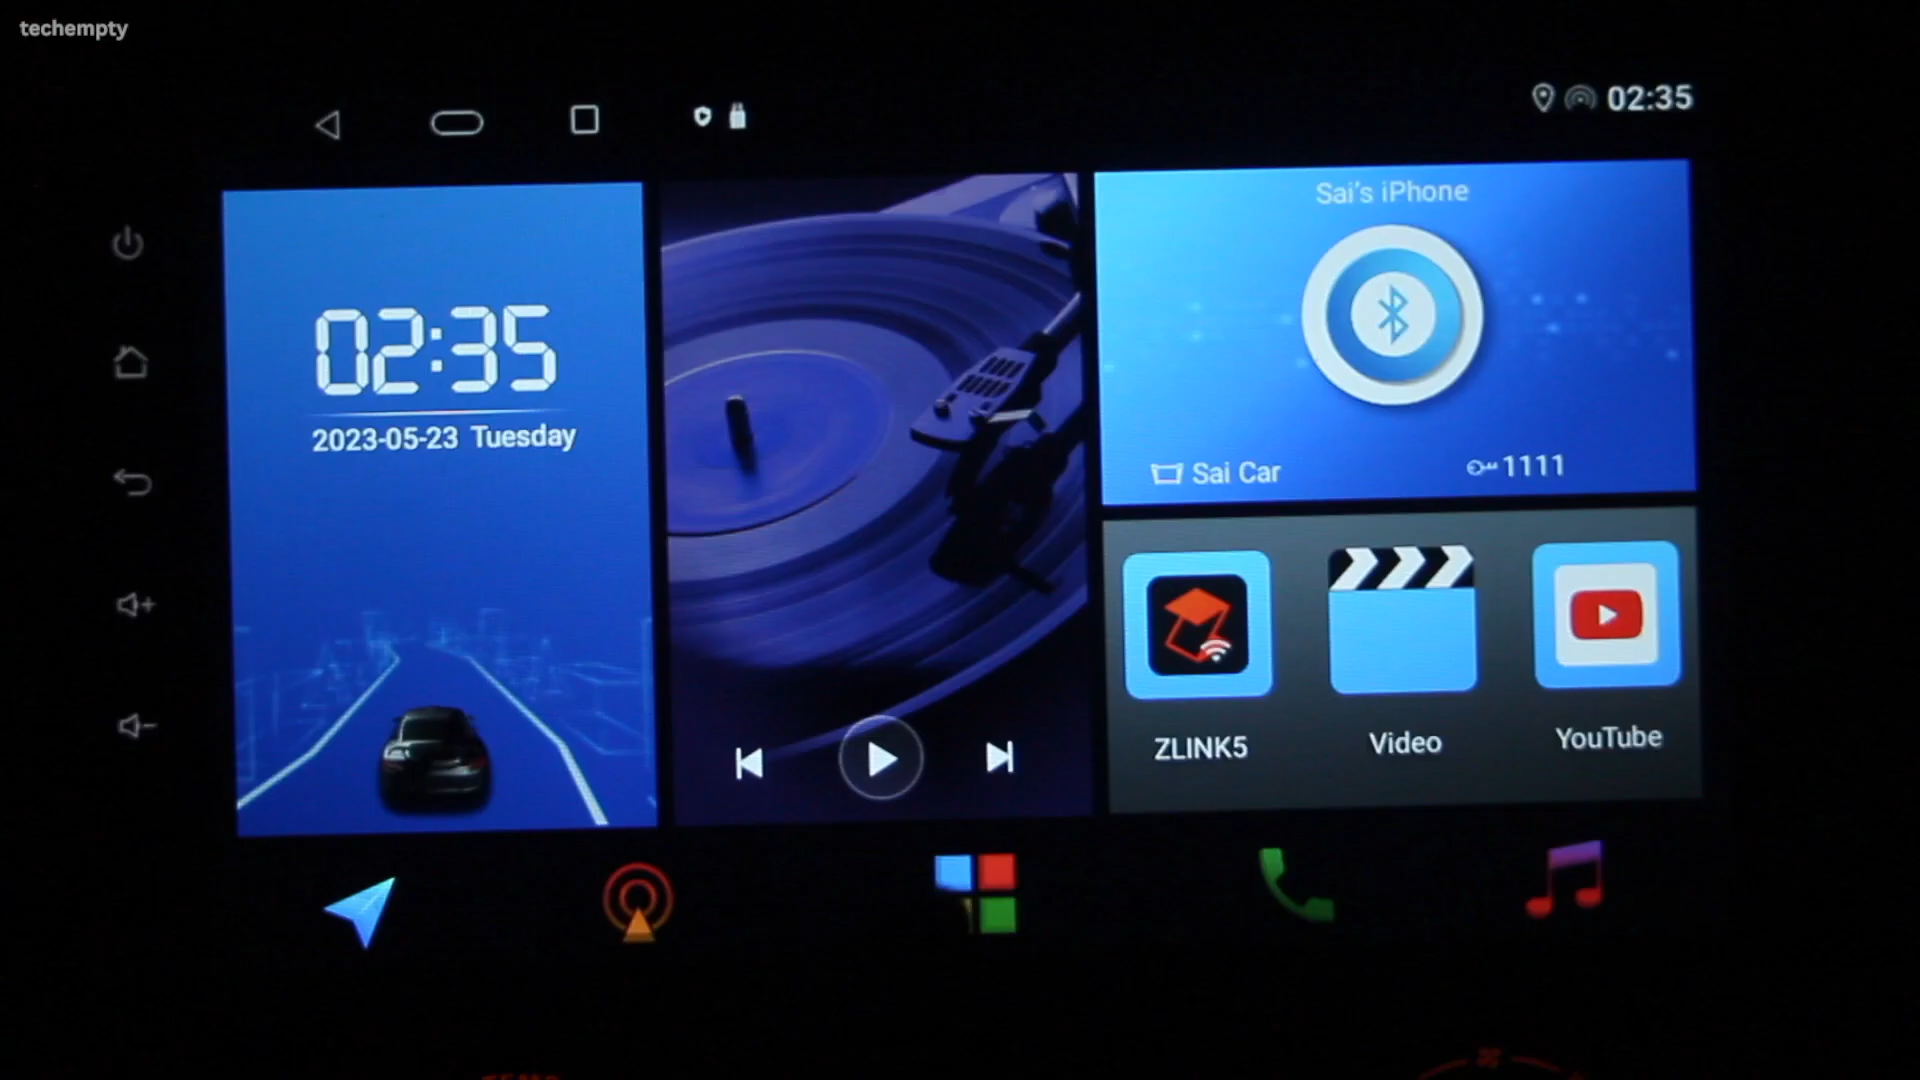 techempty
02:35
02:35
2023-05-23 Tuesday
Sai's iPhone
Sai Car
1111
ZLINK5
Video
YouTube